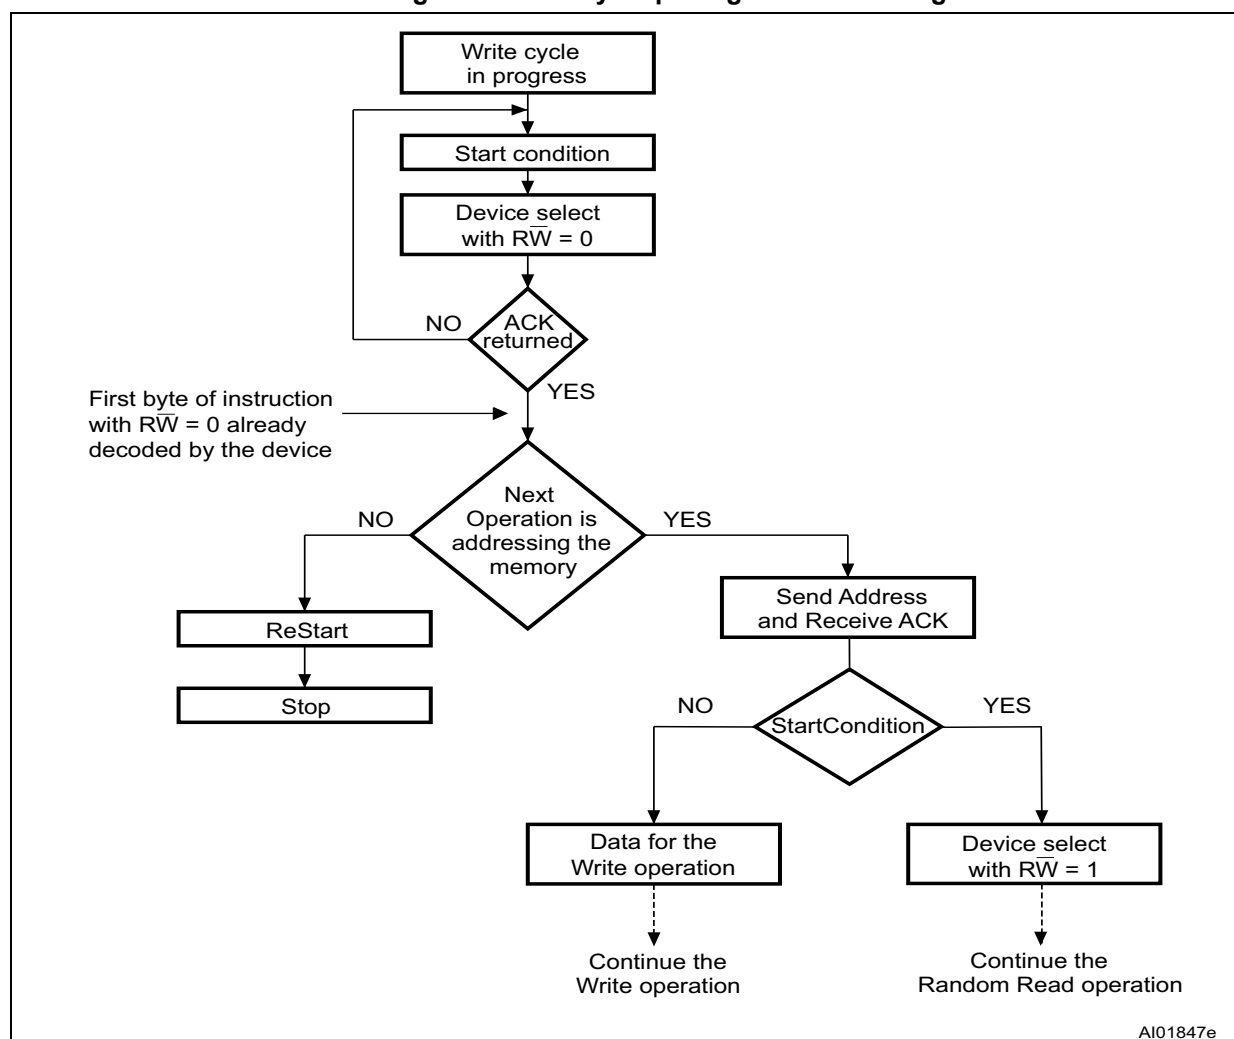 Write cycle
in progress
Start condition
Device select
with RW̅ = 0
ACK
returned
NO
YES
First byte of instruction
with RW̅ = 0 already
decoded by the device
Next
Operation is
addressing the
memory
NO
YES
ReStart
Stop
Send Address
and Receive ACK
StartCondition
NO
YES
Data for the
Write operation
Device select
with RW̅ = 1
Continue the
Write operation
Continue the
Random Read operation
AI01847e